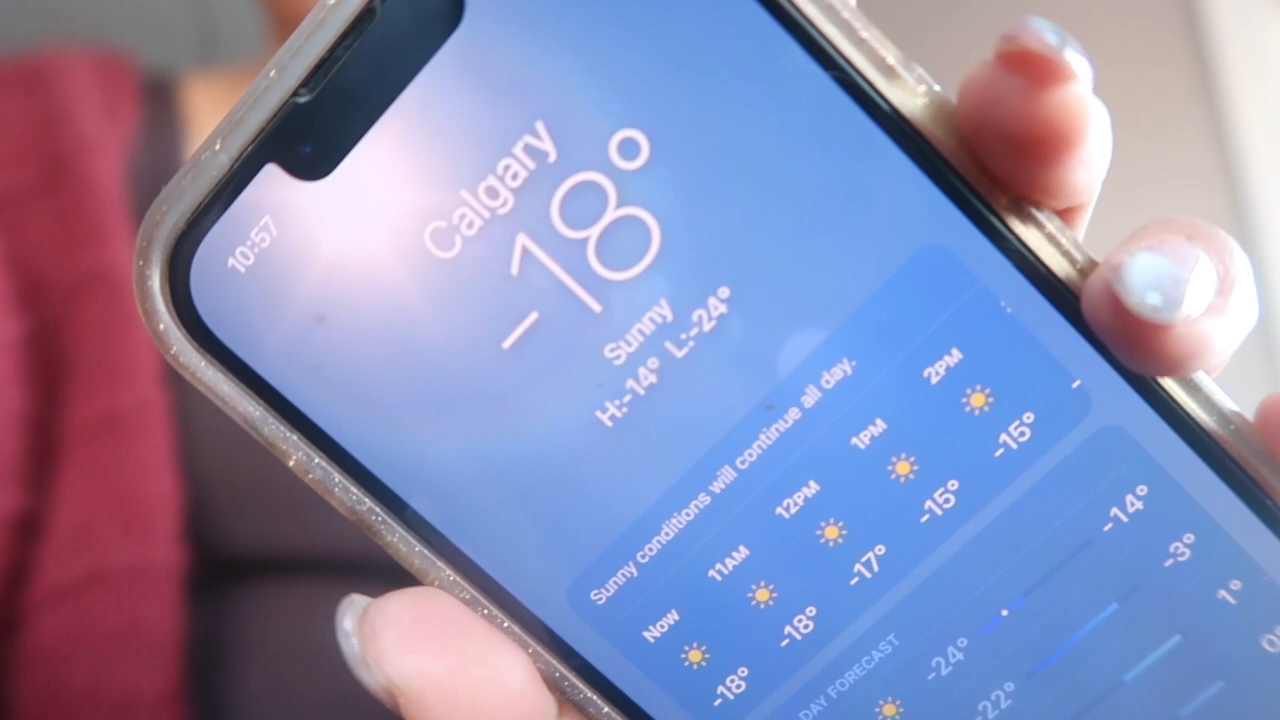 10:57
Calgary
-18°
Sunny
H:-14° L:-24°
Sunny conditions will continue all day.
Now 11AM 12PM 1PM 2PM
-18° -18° -17° -15° -15°
DAY FORECAST
-24° -14°
-22° -3°
1°